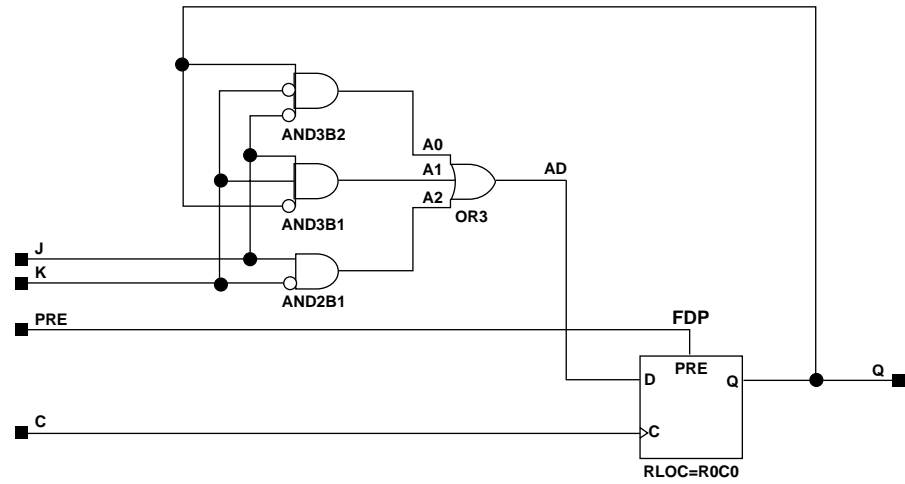 AND3B2
A0
A1
AD
A2
AND3B1
OR3
J
K
AND2B1
PRE
FDP
PRE
D
Q
Q
C
C
RLOC=R0C0